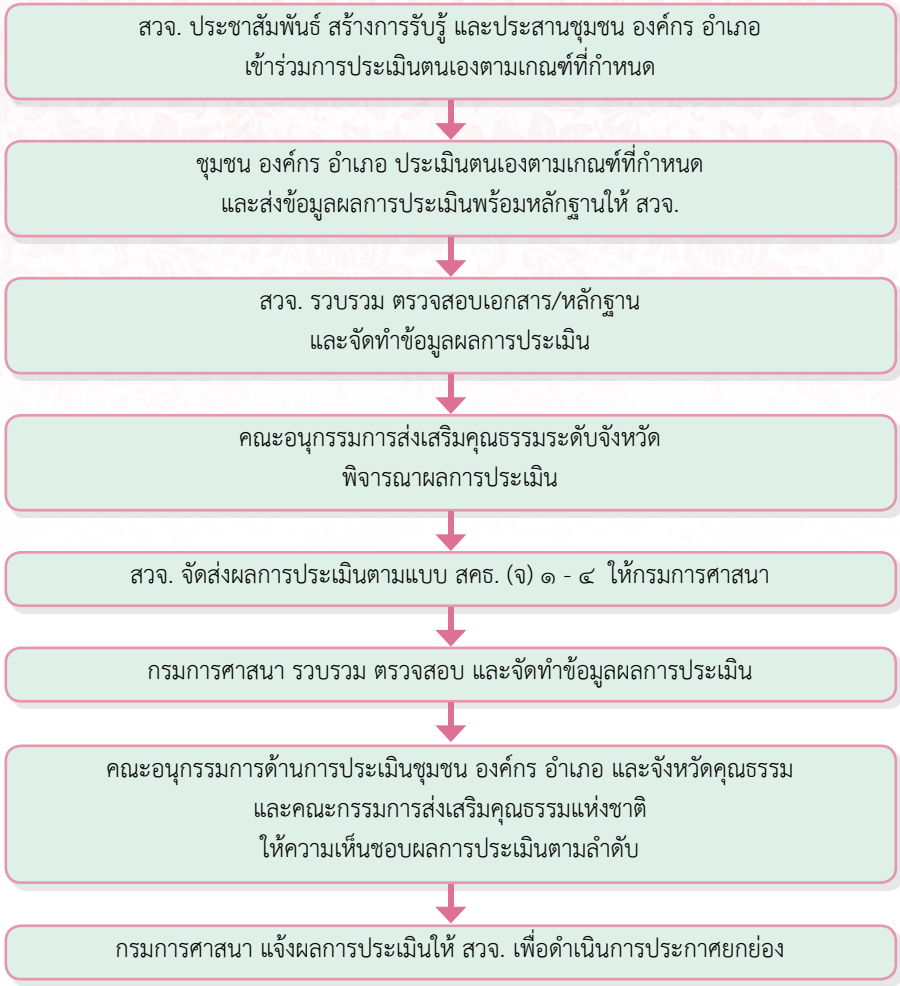 สวจ. ประชาสัมพันธ์ สร้างการรับรู้ และประสานชุมชน องค์กร อำเภอ
เข้าร่วมการประเมินตนเองตามเกณฑ์ที่กำหนด
ชุมชน องค์กร อำเภอ ประเมินตนเองตามเกณฑ์ที่กำหนด
และส่งข้อมูลผลการประเมินพร้อมหลักฐานให้ สวจ.
สวจ. รวบรวม ตรวจสอบเอกสาร/หลักฐาน
และจัดทำข้อมูลผลการประเมิน
คณะอนุกรรมการส่งเสริมคุณธรรมระดับจังหวัด
พิจารณาผลการประเมิน
สวจ. จัดส่งผลการประเมินตามแบบ สคธ. (จ) ๑ - ๔ ให้กรมการศาสนา
กรมการศาสนา รวบรวม ตรวจสอบ และจัดทำข้อมูลผลการประเมิน
คณะอนุกรรมการด้านการประเมินชุมชน องค์กร อำเภอ และจังหวัดคุณธรรม
และคณะกรรมการส่งเสริมคุณธรรมแห่งชาติ
ให้ความเห็นชอบผลการประเมินตามลำดับ
กรมการศาสนา แจ้งผลการประเมินให้ สวจ. เพื่อดำเนินการประกาศยกย่อง